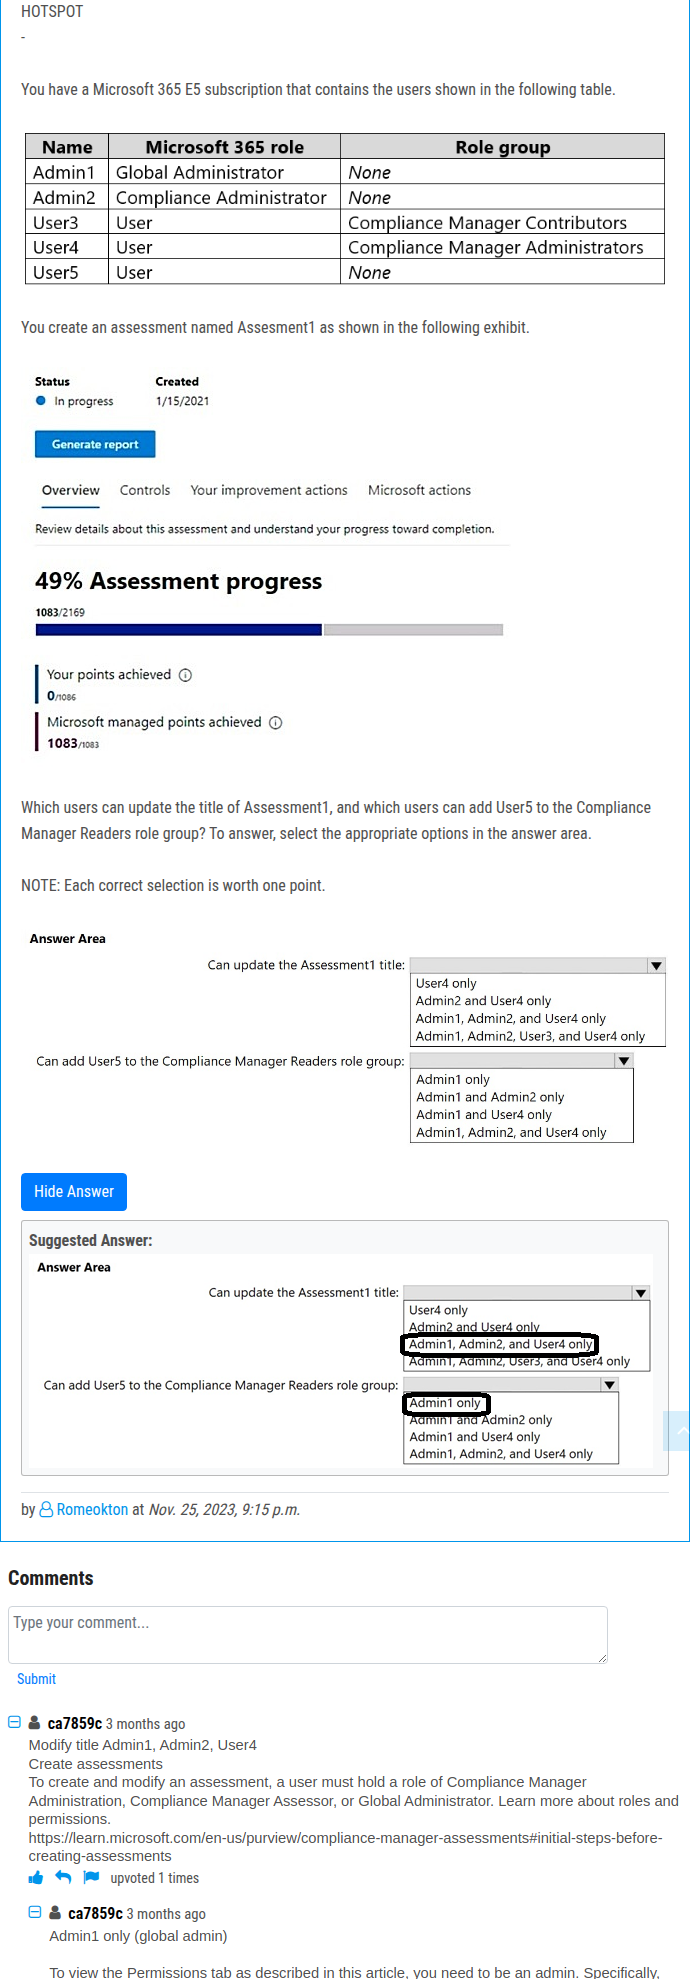 HOTSPOT
-
You have a Microsoft 365 E5 subscription that contains the users shown in the following table.
Name Microsoft 365 role Role group
Admin1 Global Administrator None
Admin2 Compliance Administrator None
User3 User Compliance Manager Contributors
User4 User Compliance Manager Administrators
User5 User None
You create an assessment named Assesment1 as shown in the following exhibit.
Status Created
In progress 1/15/2021
Generate report
Overview Controls Your improvement actions Microsoft actions
Review details about this assessment and understand your progress toward completion.
49% Assessment progress
1083/2169
Your points achieved
0/1086
Microsoft managed points achieved
1083/1083
Which users can update the title of Assessment1, and which users can add User5 to the Compliance
Manager Readers role group? To answer, select the appropriate options in the answer area.
NOTE: Each correct selection is worth one point.
Answer Area
Can update the Assessment1 title:
User4 only
Admin2 and User4 only
Admin1, Admin2, and User4 only
Admin1, Admin2, User3, and User4 only
Can add User5 to the Compliance Manager Readers role group:
Admin1 only
Admin1 and Admin2 only
Admin1 and User4 only
Admin1, Admin2, and User4 only
Hide Answer
Suggested Answer:
Answer Area
Can update the Assessment1 title:
User4 only
Admin2 and User4 only
Admin1, Admin2, and User4 only
Admin1, Admin2, User3, and User4 only
Can add User5 to the Compliance Manager Readers role group:
Admin1 only
Admin1 and Admin2 only
Admin1 and User4 only
Admin1, Admin2, and User4 only
by Romeokton at Nov. 25, 2023, 9:15 p.m.
Comments
Type your comment...
Submit
ca7859c 3 months ago
Modify title Admin1, Admin2, User4
Create assessments
To create and modify an assessment, a user must hold a role of Compliance Manager
Administration, Compliance Manager Assessor, or Global Administrator. Learn more about roles and
permissions.
https://learn.microsoft.com/en-us/purview/compliance-manager-assessments#initial-steps-before-
creating-assessments
upvoted 1 times
ca7859c 3 months ago
Admin1 only (global admin)
To view the Permissions tab as described in this article, you need to be an admin. Specifically,